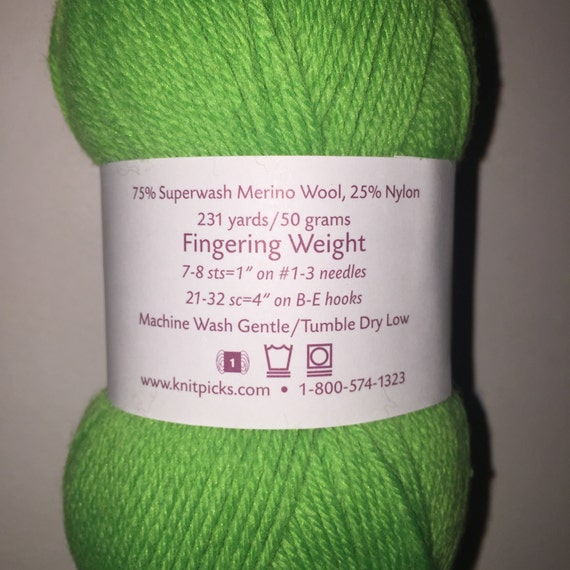 75% Superwash Merino Wool, 25% Nylon
231 yards/50 grams
Fingering Weight
7-8 sts=1" on #1-3 needles
21-32 sc=4" on B-E hooks
Machine Wash Gentle/Tumble Dry Low
1
www.knitpicks.com • 1-800-574-1323